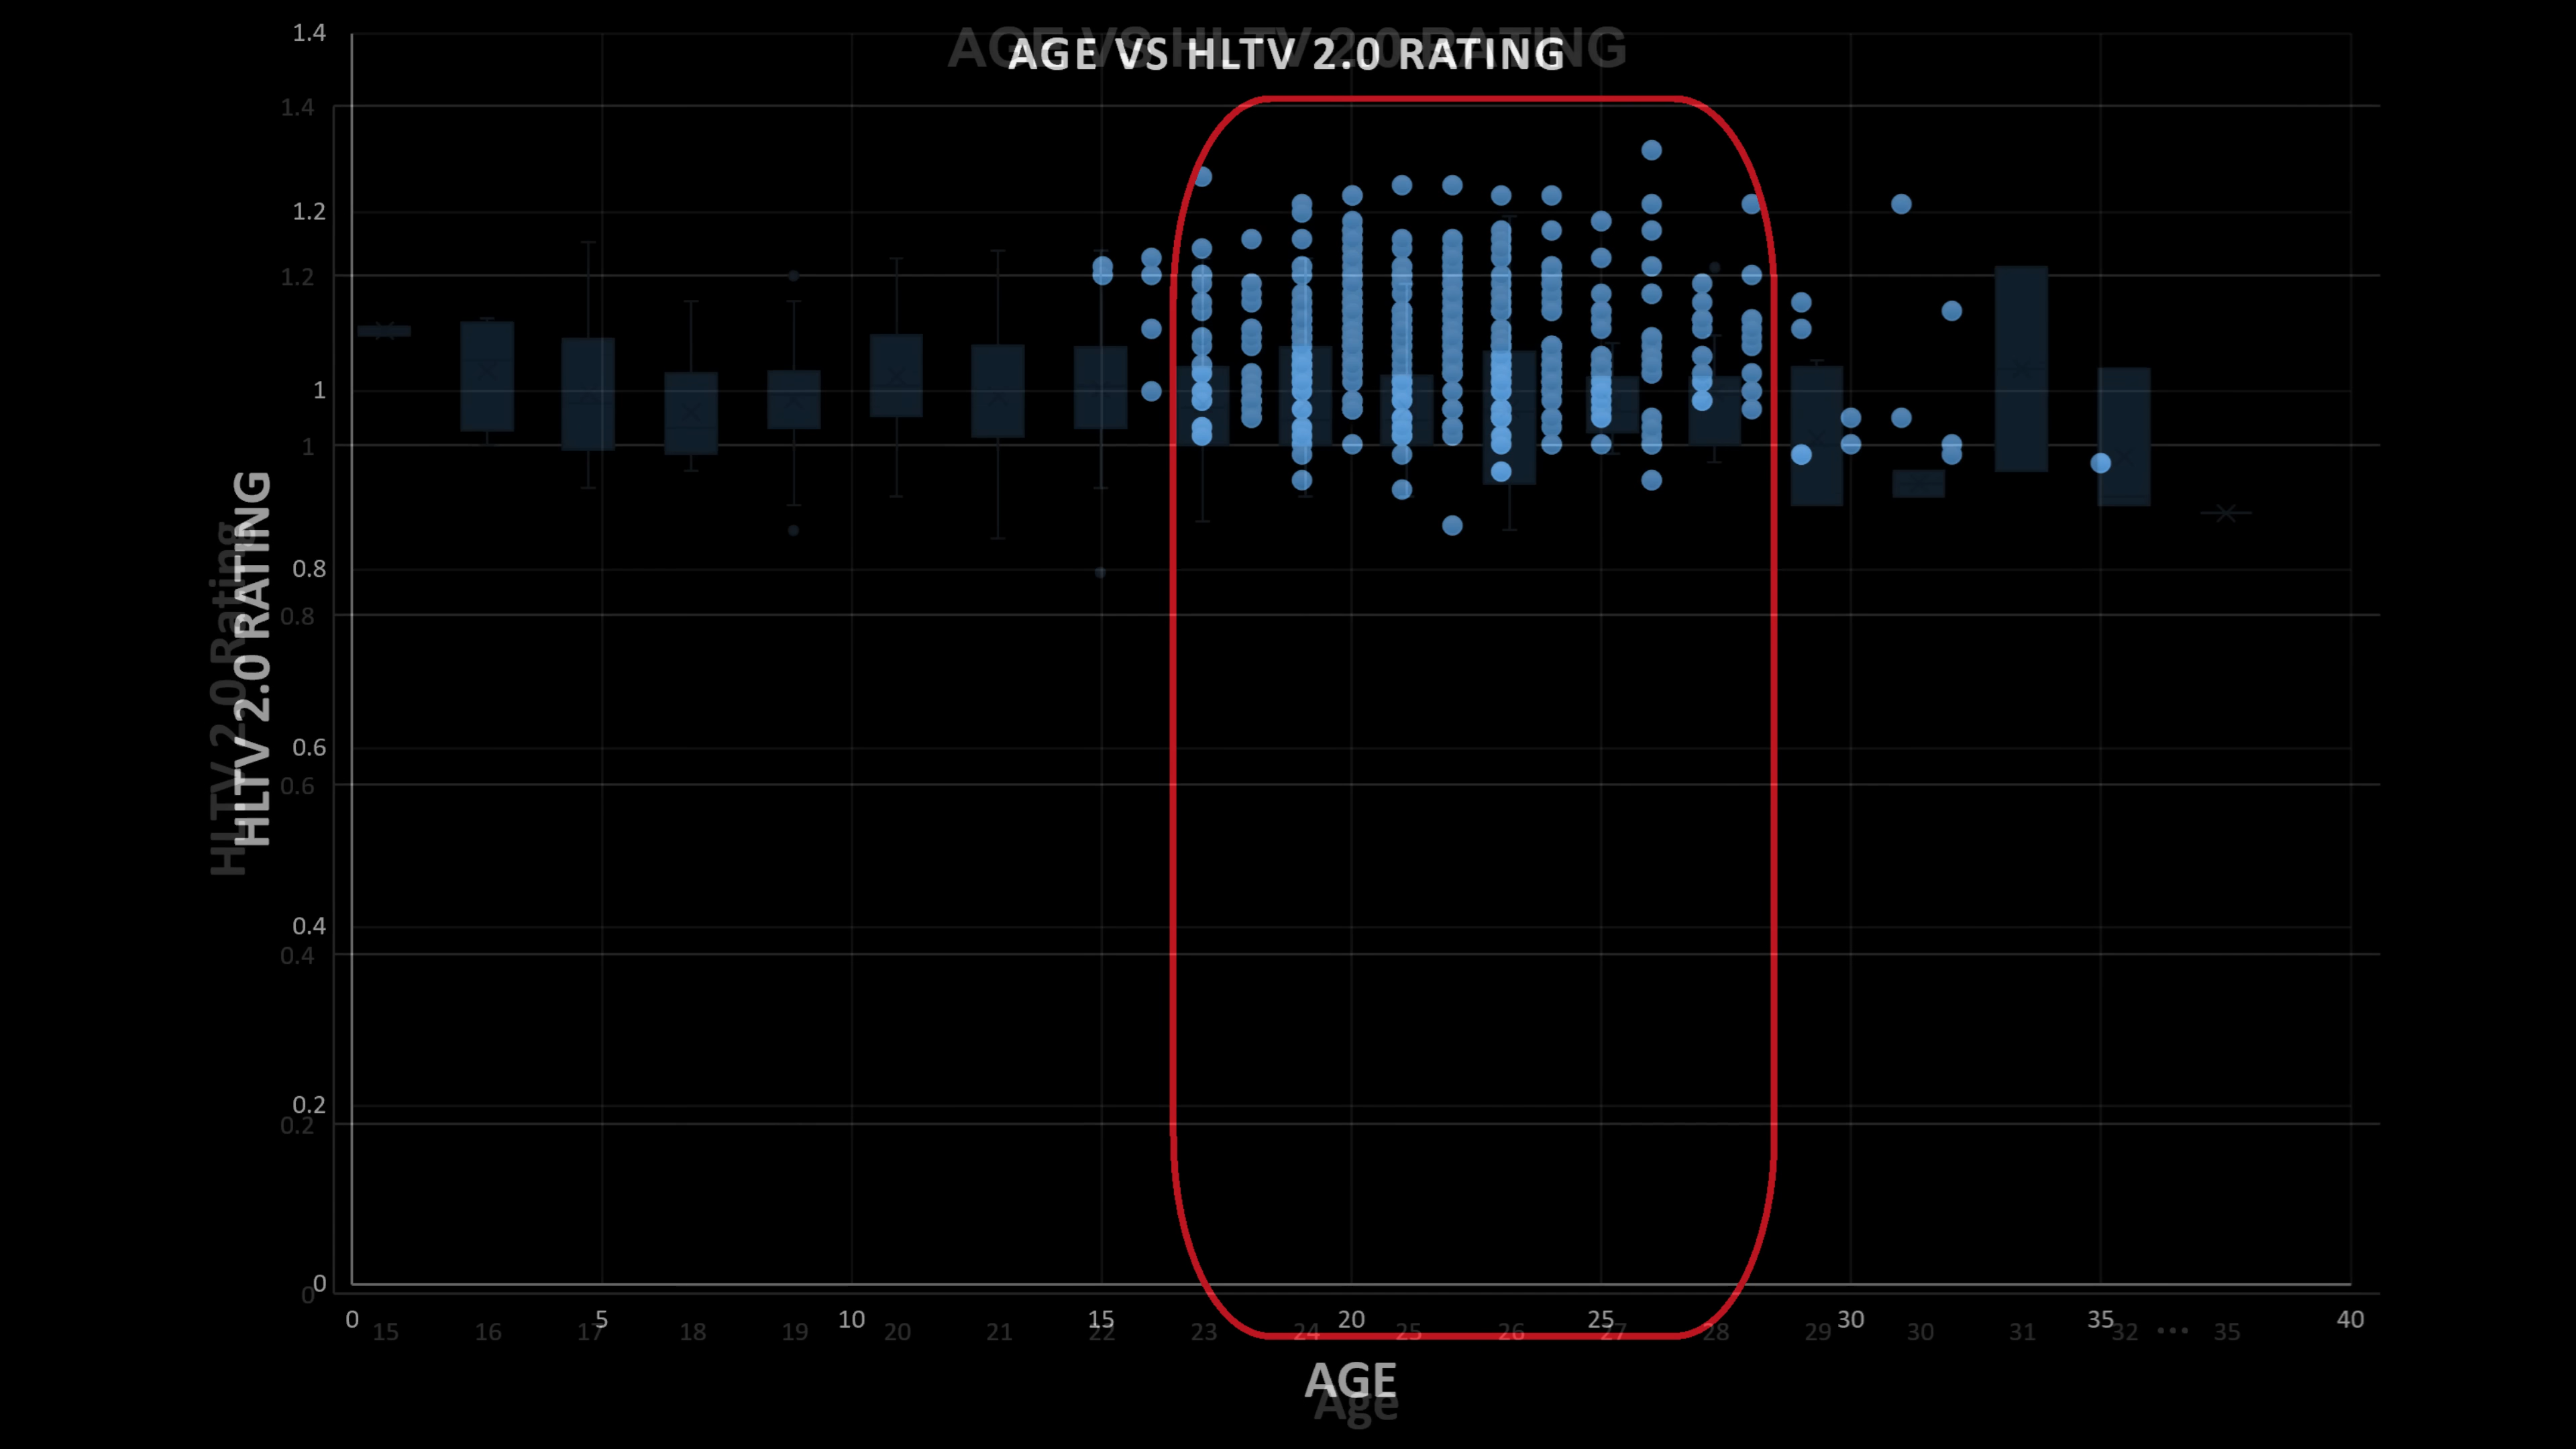 AGE VS HLTV 2.0 RATING
AGE VS HLTV 2.0 RATING
1.4
1.4
1.2
1.2
1
1
0.8
0.8
0.6
0.6
0.4
0.4
0.2
0.2
0
0
HLTV 2.0 Rating
HLTV 2.0 RATING
0 5 10 15 20 25 30 35 40
15 16 17 18 19 20 21 22 23 24 25 26 27 28 29 30 31 32 ... 35
AGE
Age